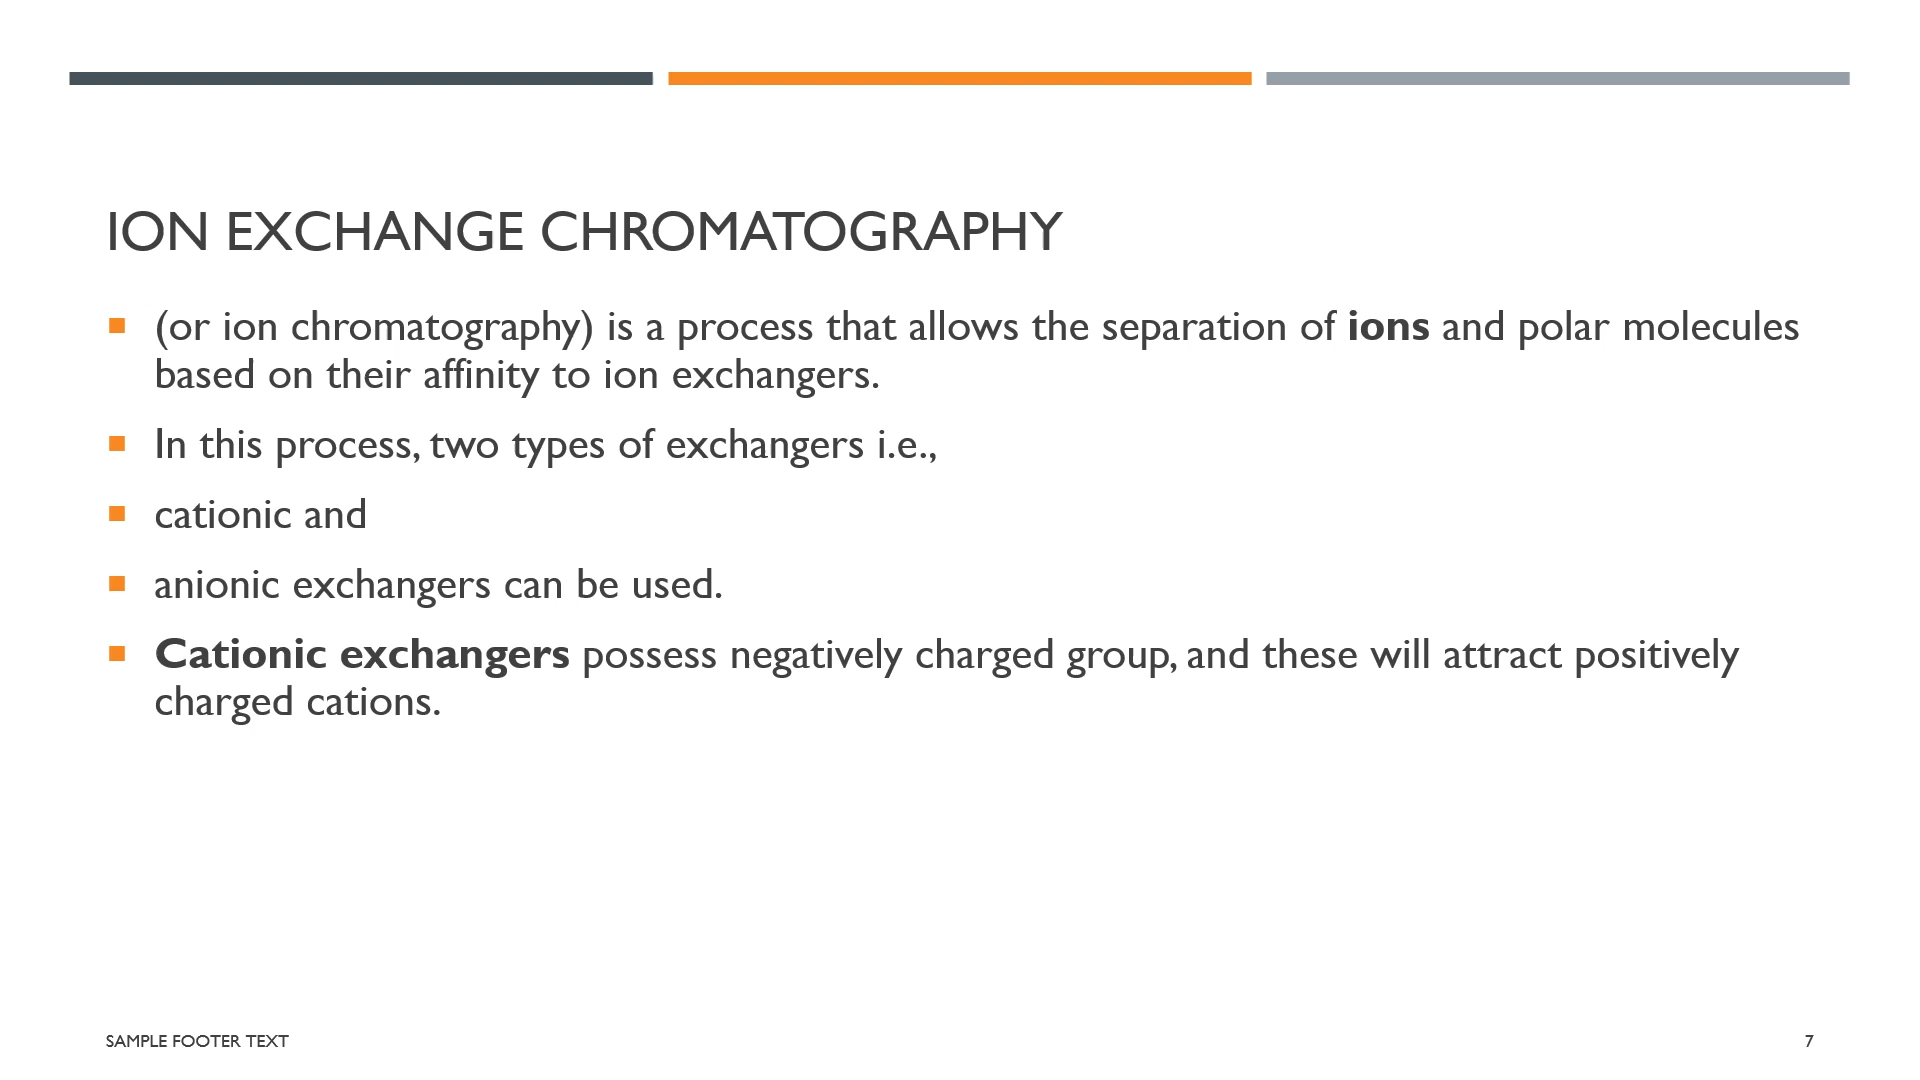 ION EXCHANGE CHROMATOGRAPHY
(or ion chromatography) is a process that allows the separation of ions and polar molecules
based on their affinity to ion exchangers.
In this process, two types of exchangers i.e.,
cationic and
anionic exchangers can be used.
Cationic exchangers possess negatively charged group, and these will attract positively
charged cations.
SAMPLE FOOTER TEXT
7